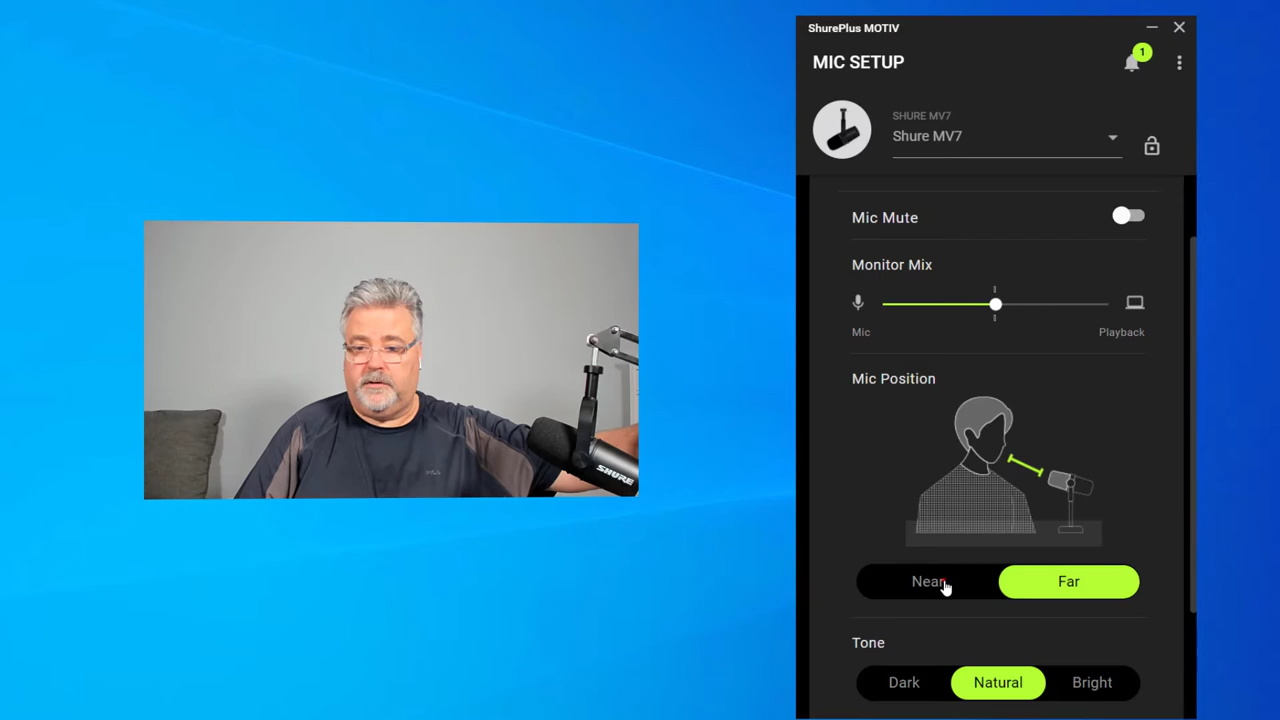 ShurePlus MOTIV
MIC SETUP
1
SHURE MV7
Shure MV7
Mic Mute
Monitor Mix
Mic
Playback
Mic Position
Near
Far
Tone
Dark
Natural
Bright
SHURE
FILA